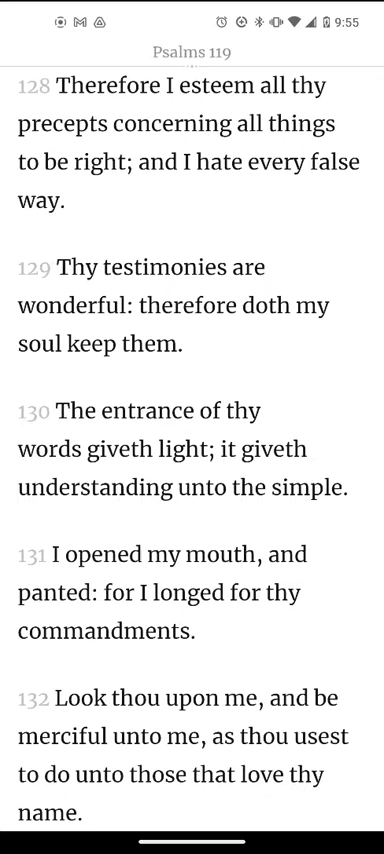 9:55
Psalms 119
128 Therefore I esteem all thy
precepts concerning all things
to be right; and I hate every false
way.
129 Thy testimonies are
wonderful: therefore doth my
soul keep them.
130 The entrance of thy
words giveth light; it giveth
understanding unto the simple.
131 I opened my mouth, and
panted: for I longed for thy
commandments.
132 Look thou upon me, and be
merciful unto me, as thou usest
to do unto those that love thy
name.